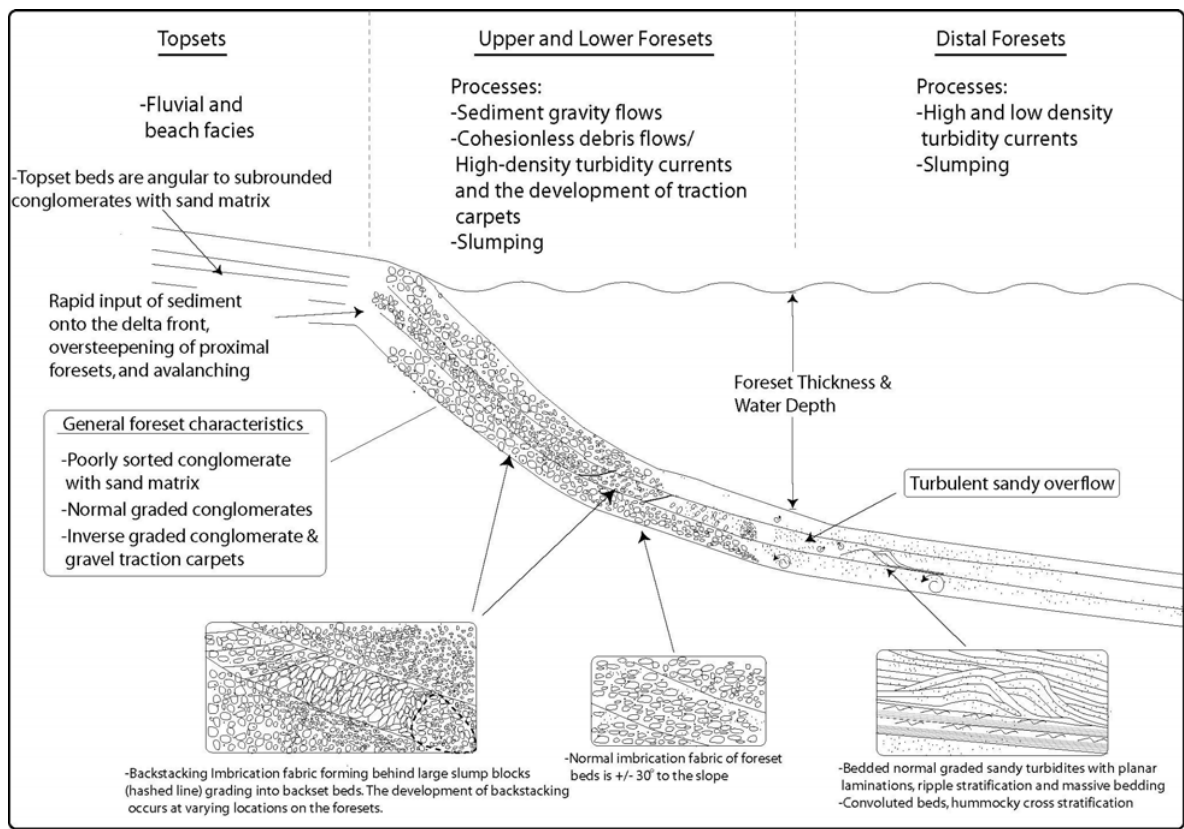 Topsets
-Fluvial and
beach facies
-Topset beds are angular to subrounded
conglomerates with sand matrix
Rapid input of sediment
onto the delta front,
oversteepening of proximal
foresets, and avalanching
General foreset characteristics
-Poorly sorted conglomerate
with sand matrix
-Normal graded conglomerates
-Inverse graded conglomerate &
gravel traction carpets
Upper and Lower Foresets
Processes:
-Sediment gravity flows
-Cohesionless debris flows/
High-density turbidity currents
and the development of traction
carpets
-Slumping
Distal Foresets
Processes:
-High and low density
turbidity currents
-Slumping
Foreset Thickness &
Water Depth
Turbulent sandy overflow
-Backstacking Imbrication fabric forming behind large slump blocks
(hashed line) grading into backset beds. The development of backstacking
occurs at varying locations on the foresets.
-Normal imbrication fabric of foreset
beds is +/- 30° to the slope
-Bedded normal graded sandy turbidites with planar
laminations, ripple stratification and massive bedding
-Convoluted beds, hummocky cross stratification